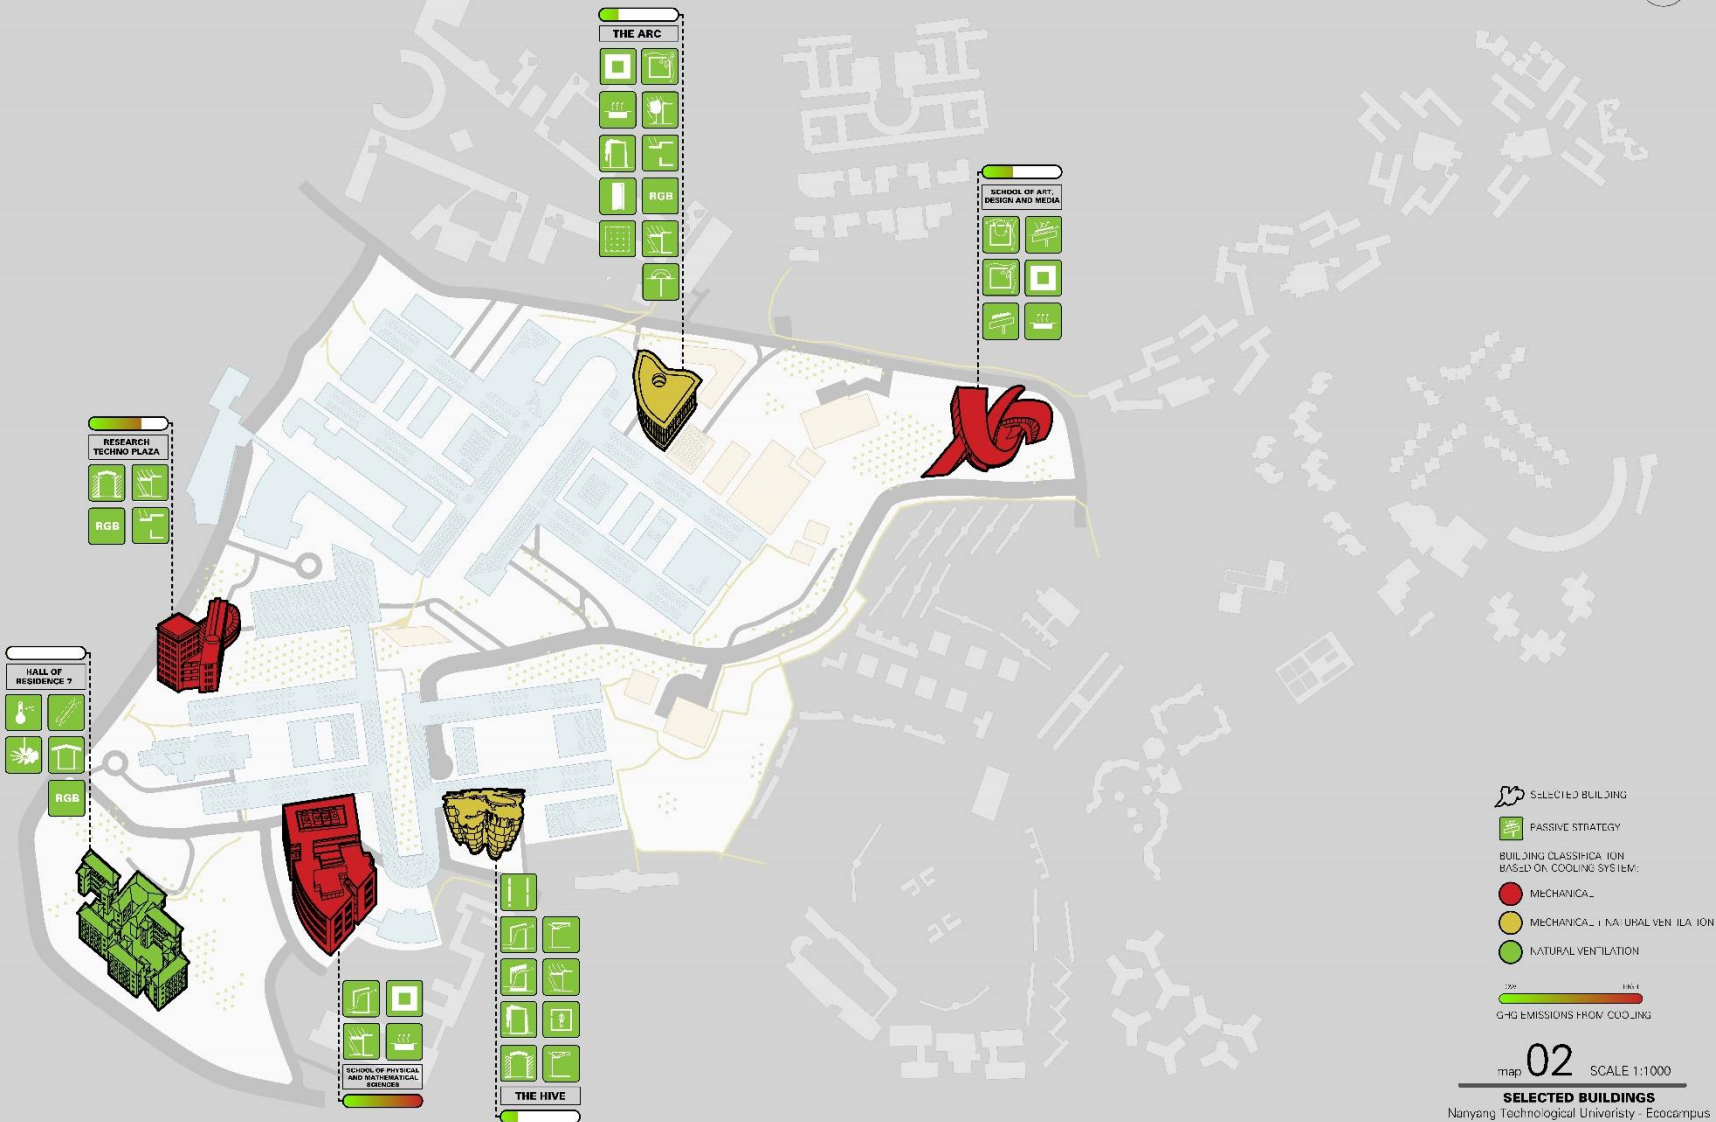 THE ARC
RGB
SCHOOL OF ART,
DESIGN AND MEDIA
RESEARCH
TECHNO PLAZA
RGB
HALL OF
RESIDENCE 7
RGB
SCHOOL OF PHYSICAL
AND MATHEMATICAL
SCIENCES
THE HIVE
SELECTED BUILDING
PASSIVE STRATEGY
BUILDING CLASSIFICATION
BASED ON COOLING SYSTEM:
MECHANICAL
MECHANICAL + NATURAL VENTILATION
NATURAL VENTILATION
LOW HIGH
GHG EMISSIONS FROM COOLING
map 02 SCALE 1:1000
SELECTED BUILDINGS
Nanyang Technological Univeristy - Ecocampus